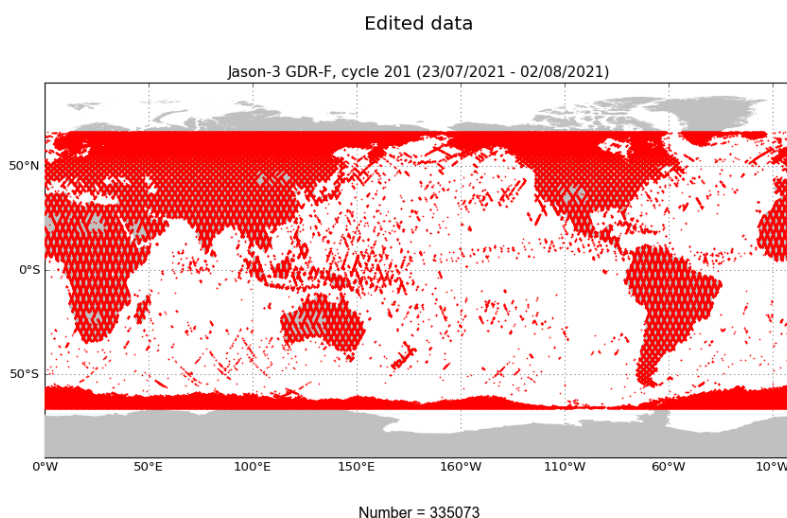 Edited data
Jason-3 GDR-F, cycle 201 (23/07/2021 - 02/08/2021)
50°N
0°S
50°S
0°W 50°E 100°E 150°E 160°W 110°W 60°W 10°W
Number = 335073